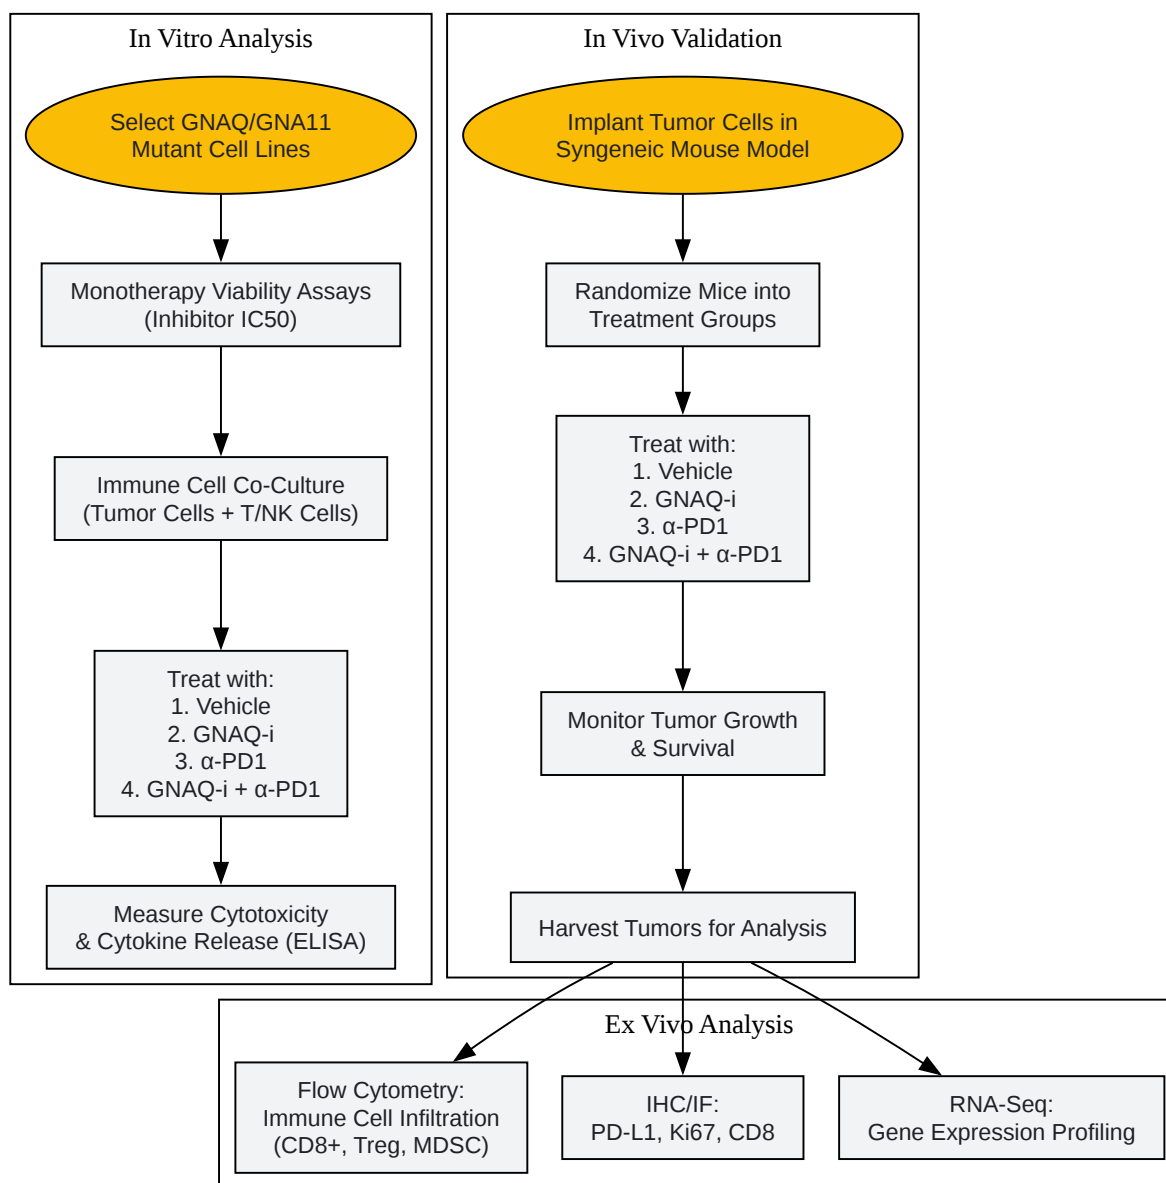 In Vitro Analysis
Select GNAQ/GNA11
Mutant Cell Lines
Monotherapy Viability Assays
(Inhibitor IC50)
Immune Cell Co-Culture
(Tumor Cells + T/NK Cells)
Treat with:
1. Vehicle
2. GNAQ-i
3. α-PD1
4. GNAQ-i + α-PD1
Measure Cytotoxicity
& Cytokine Release (ELISA)
In Vivo Validation
Implant Tumor Cells in
Syngeneic Mouse Model
Randomize Mice into
Treatment Groups
Treat with:
1. Vehicle
2. GNAQ-i
3. α-PD1
4. GNAQ-i + α-PD1
Monitor Tumor Growth
& Survival
Harvest Tumors for Analysis
Ex Vivo Analysis
Flow Cytometry:
Immune Cell Infiltration
(CD8+, Treg, MDSC)
IHC/IF:
PD-L1, Ki67, CD8
RNA-Seq:
Gene Expression Profiling